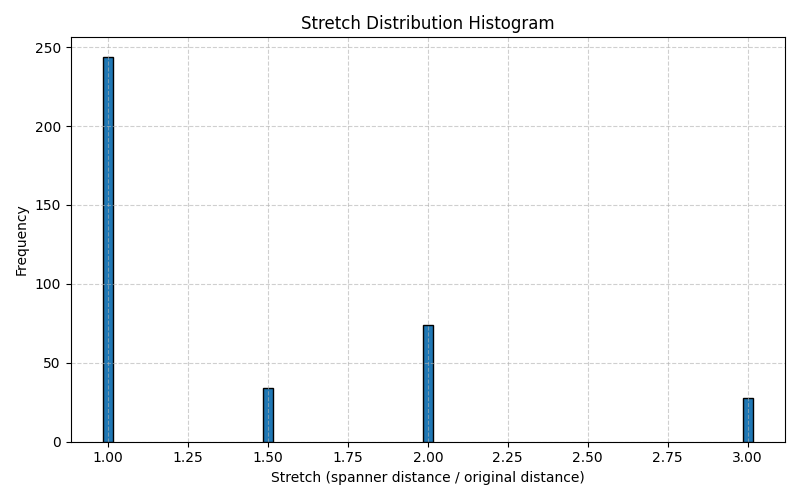 Stretch Distribution Histogram
Frequency
250
200
150
100
50
0
1.00 1.25 1.50 1.75 2.00 2.25 2.50 2.75 3.00
Stretch (spanner distance / original distance)